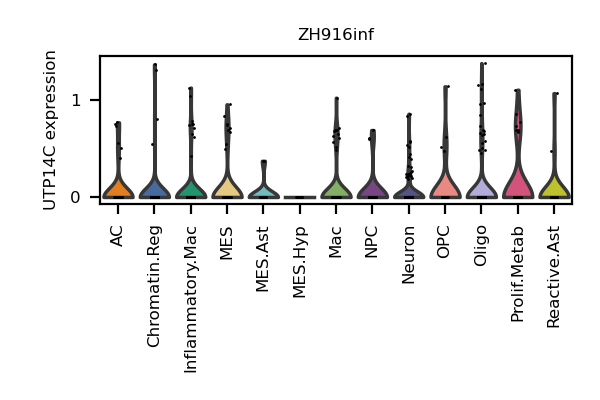 ZH916inf
UTP14C expression
1
0
AC
Chromatin.Reg
Inflammatory.Mac
MES
MES.Ast
MES.Hyp
Mac
NPC
Neuron
OPC
Oligo
Prolif.Metab
Reactive.Ast